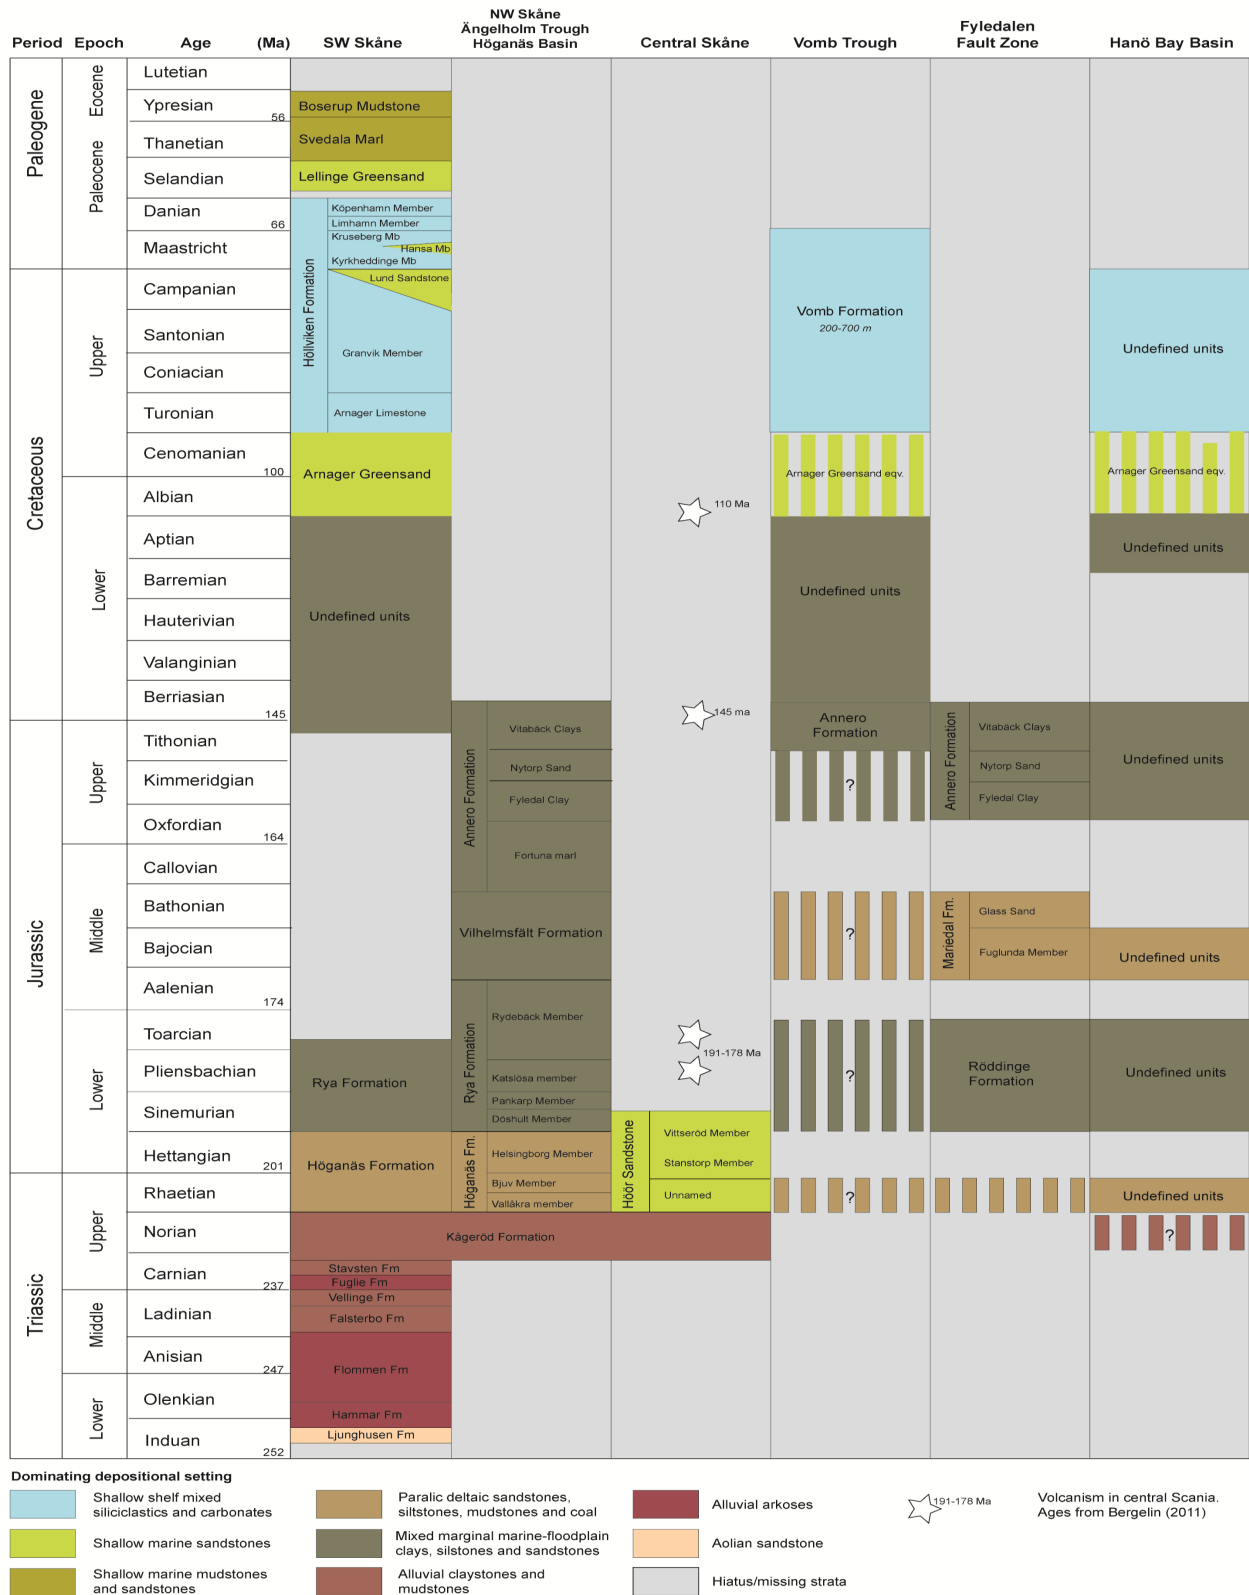 Period
Epoch
Age
(Ma)
SW Skåne
NW Skåne
Ängelholm Trough
Höganäs Basin
Central Skåne
Vomb Trough
Fyledalen
Fault Zone
Hanö Bay Basin
Paleogene
Cretaceous
Jurassic
Triassic
Eocene
Paleocene
Upper
Lower
Upper
Middle
Lower
Upper
Middle
Lower
Lutetian
Ypresian
56
Thanetian
Selandian
Danian
66
Maastricht
Campanian
Santonian
Coniacian
Turonian
Cenomanian
100
Albian
Aptian
Barremian
Hauterivian
Valanginian
Berriasian
145
Tithonian
Kimmeridgian
Oxfordian
164
Callovian
Bathonian
Bajocian
Aalenian
174
Toarcian
Pliensbachian
Sinemurian
Hettangian
201
Rhaetian
Norian
Carnian
237
Ladinian
Anisian
247
Olenkian
Induan
252
Boserup Mudstone
Svedala Marl
Lellinge Greensand
Höllviken Formation
Köpenhamn Member
Limhamn Member
Kruseberg Mb
Hansa Mb
Kyrkheddinge Mb
Lund Sandstone
Granvik Member
Arnager Limestone
Arnager Greensand
Undefined units
Rya Formation
Höganäs Formation
Kågeröd Formation
Stavsten Fm
Fuglie Fm
Vellinge Fm
Falsterbo Fm
Flommen Fm
Hammar Fm
Ljunghusen Fm
Annero Formation
Vitabäck Clays
Nytorp Sand
Fyledal Clay
Fortuna marl
Vilhelmsfält Formation
Rya Formation
Rydebäck Member
Katslösa member
Pankarp Member
Döshult Member
Höganäs Fm.
Helsingborg Member
Bjuv Member
Vallåkra member
110 Ma
145 ma
191-178 Ma
Höör Sandstone
Vittseröd Member
Stanstorp Member
Unnamed
Vomb Formation
200-700 m
Arnager Greensand eqv.
Undefined units
Annero
Formation
?
?
?
?
Annero Formation
Vitabäck Clays
Nytorp Sand
Fyledal Clay
Mariedal Fm.
Glass Sand
Fuglunda Member
Röddinge
Formation
Undefined units
Arnager Greensand eqv.
Undefined units
Undefined units
Undefined units
Undefined units
Undefined units
?
Dominating depositional setting
Shallow shelf mixed
siliciclastics and carbonates
Shallow marine sandstones
Shallow marine mudstones
and sandstones
Paralic deltaic sandstones,
siltstones, mudstones and coal
Mixed marginal marine-floodplain
clays, silstones and sandstones
Alluvial claystones and
mudstones
Alluvial arkoses
Aolian sandstone
Hiatus/missing strata
191-178 Ma
Volcanism in central Scania.
Ages from Bergelin (2011)